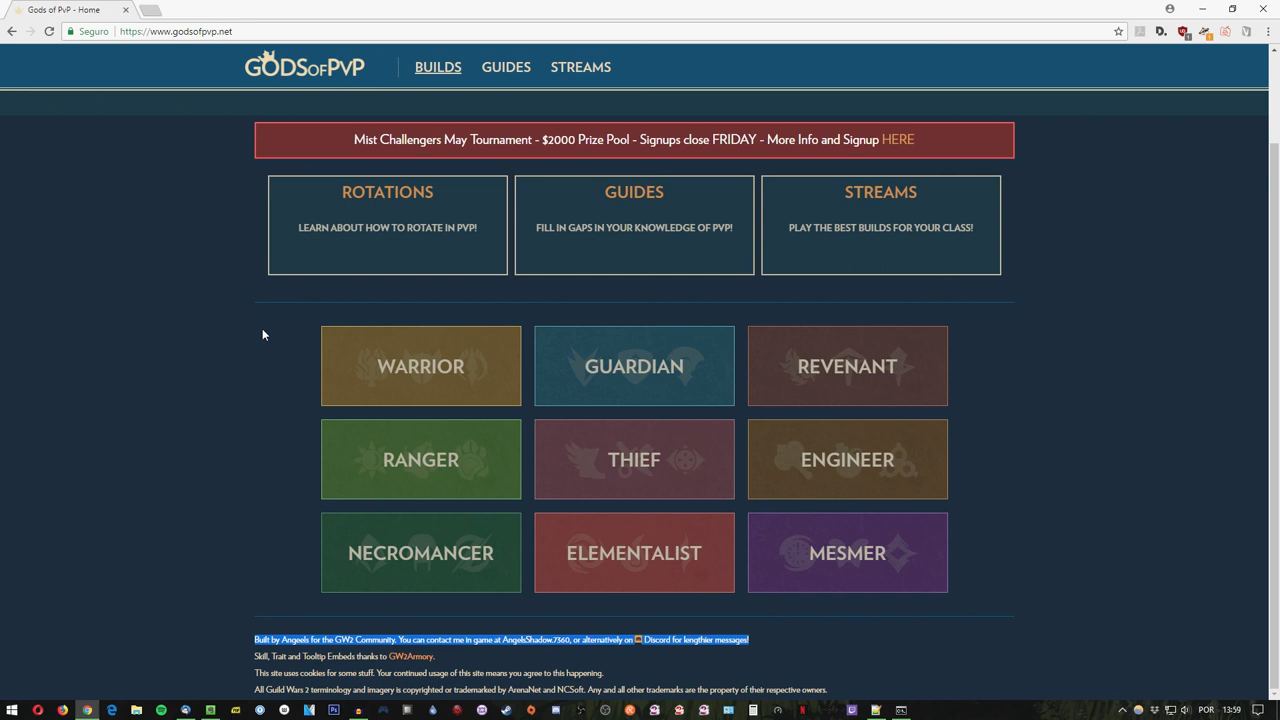 Gods of PvP - Home
Seguro
https://www.godsofpvp.net
GODSOFPVP
BUILDS
GUIDES
STREAMS
Mist Challengers May Tournament - $2000 Prize Pool - Signups close FRIDAY - More Info and Signup HERE
ROTATIONS
LEARN ABOUT HOW TO ROTATE IN PVP!
GUIDES
FILL IN GAPS IN YOUR KNOWLEDGE OF PVP!
STREAMS
PLAY THE BEST BUILDS FOR YOUR CLASS!
WARRIOR
GUARDIAN
REVENANT
RANGER
THIEF
ENGINEER
NECROMANCER
ELEMENTALIST
MESMER
Built by Angeels for the GW2 Community. You can contact me in game at AngelsShadow.7360, or alternatively on Discord for lengthier messages!
Skill, Trait and Tooltip Embeds thanks to GW2Armory.
This site uses cookies for some stuff. Your continued usage of this site means you agree to this happening.
All Guild Wars 2 terminology and imagery is copyrighted or trademarked by ArenaNet and NCSoft. Any and all other trademarks are the property of their respective owners.
POR
13:59